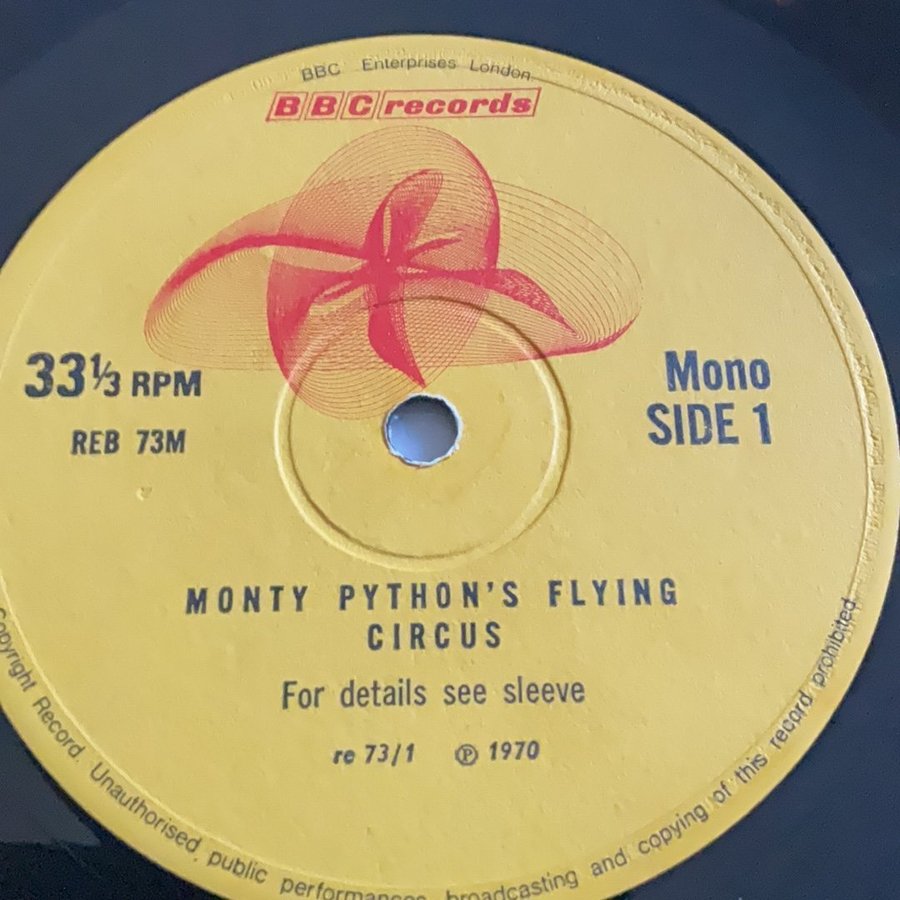 BBC Enterprises London
BBC records
33⅓ RPM
REB 73M
Mono
SIDE 1
MONTY PYTHON'S FLYING
CIRCUS
For details see sleeve
re 73/1 ℗ 1970
Copyright Record. Unauthorised public performance broadcasting and copying of this record prohibited